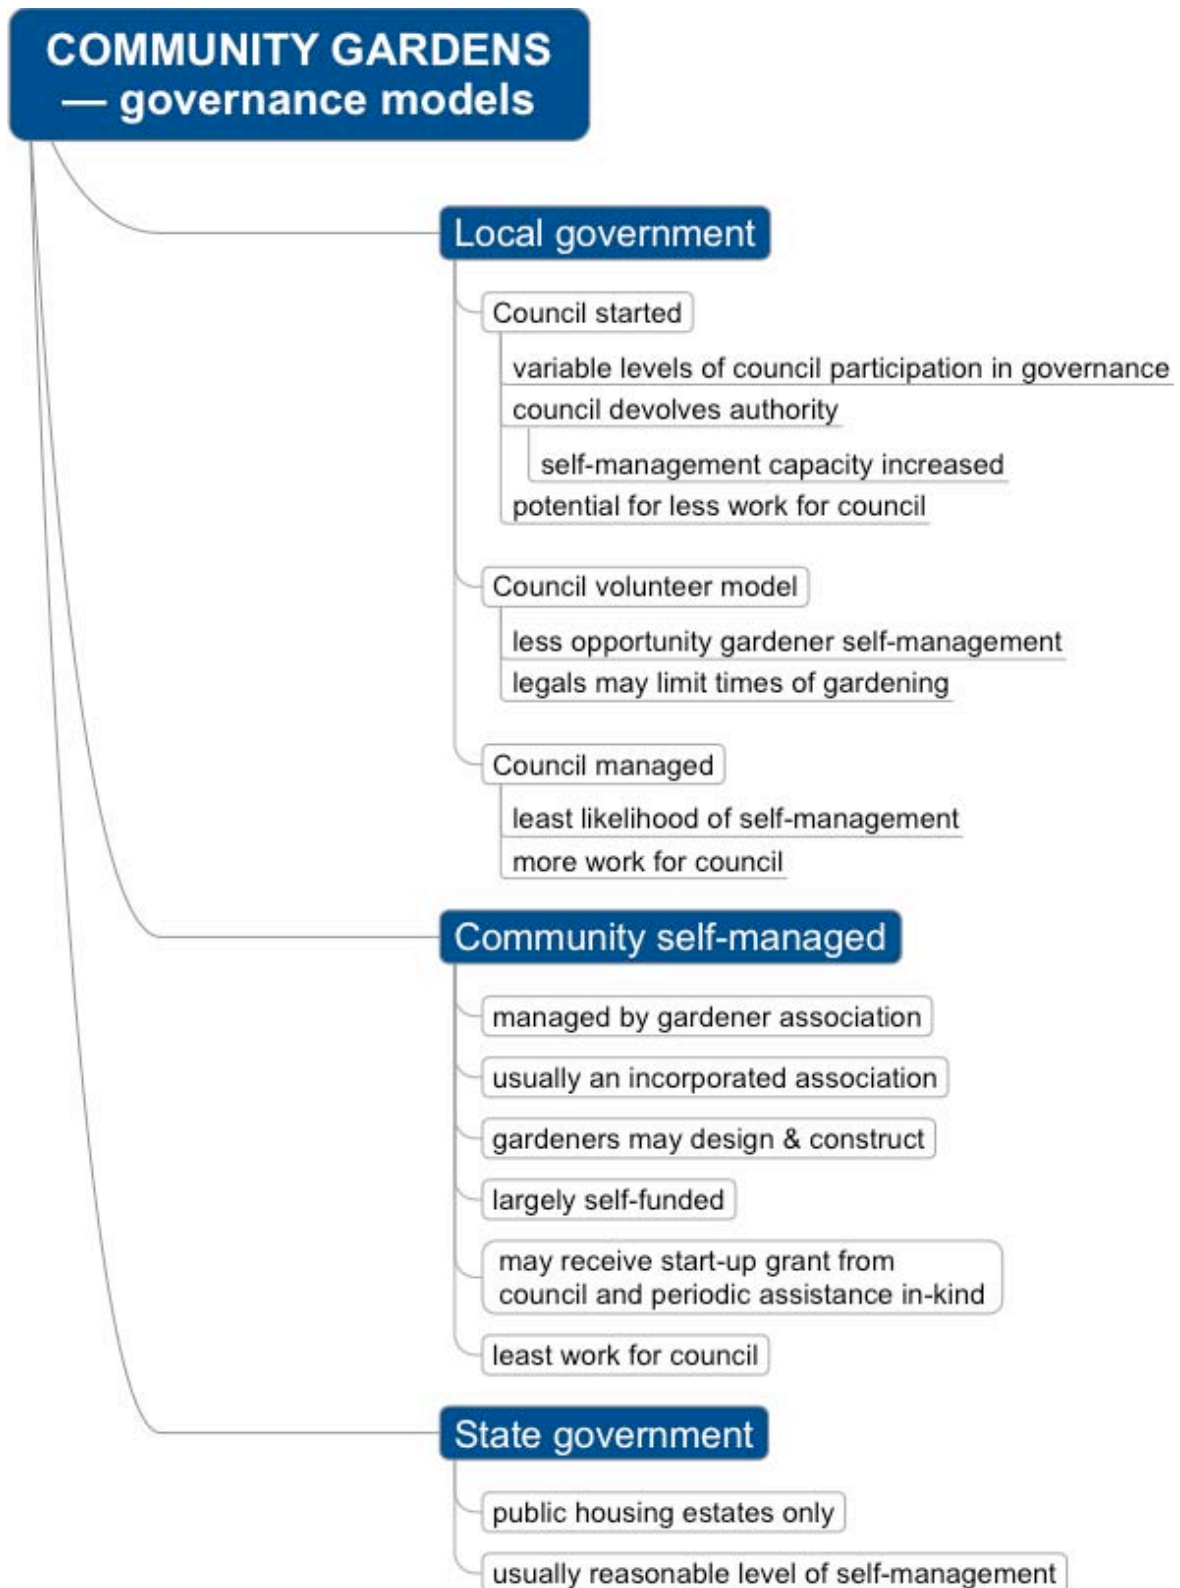 COMMUNITY GARDENS
— governance models
Local government
Council started
variable levels of council participation in governance
council devolves authority
self-management capacity increased
potential for less work for council
Council volunteer model
less opportunity gardener self-management
legals may limit times of gardening
Council managed
least likelihood of self-management
more work for council
Community self-managed
managed by gardener association
usually an incorporated association
gardeners may design & construct
largely self-funded
may receive start-up grant from
council and periodic assistance in-kind
least work for council
State government
public housing estates only
usually reasonable level of self-management